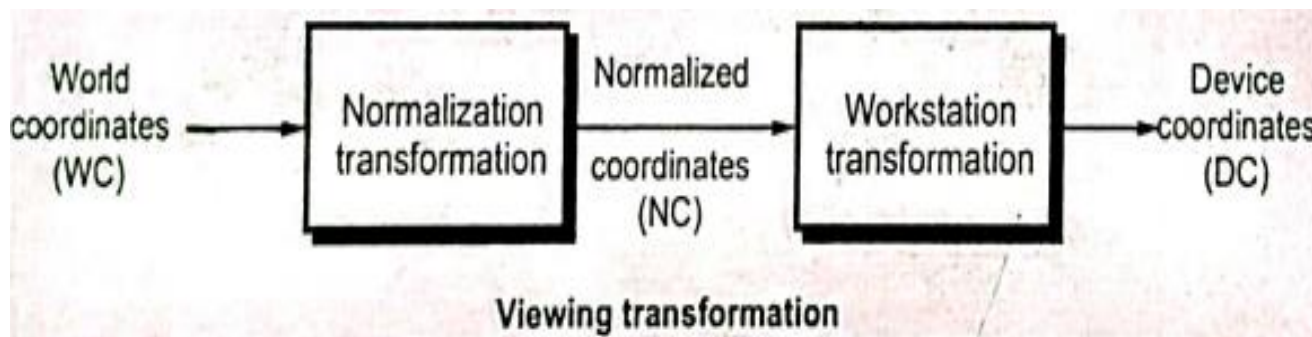 World
coordinates
(WC)
Normalization
transformation
Normalized
coordinates
(NC)
Workstation
transformation
Device
coordinates
(DC)
Viewing transformation